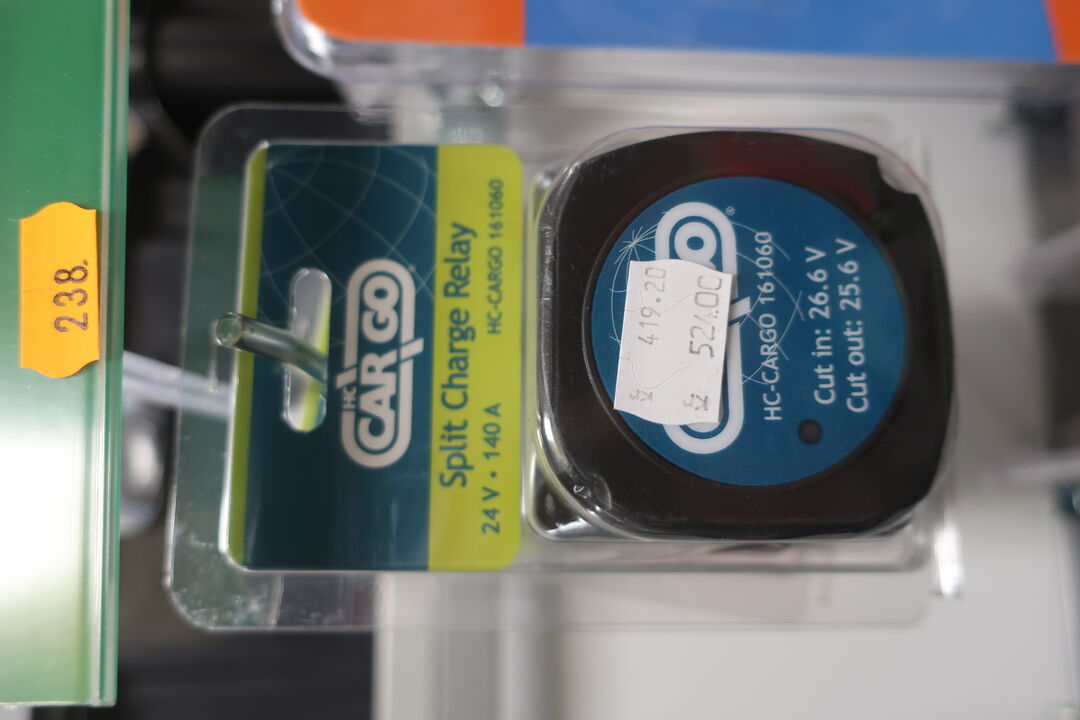 238.
HC
CARGO
Split Charge Relay
24 V • 140 A HC-CARGO 161060
O®
K 419.20
K 524.00
HC-CARGO 161060
Cut in: 26.6 V
Cut out: 25.6 V